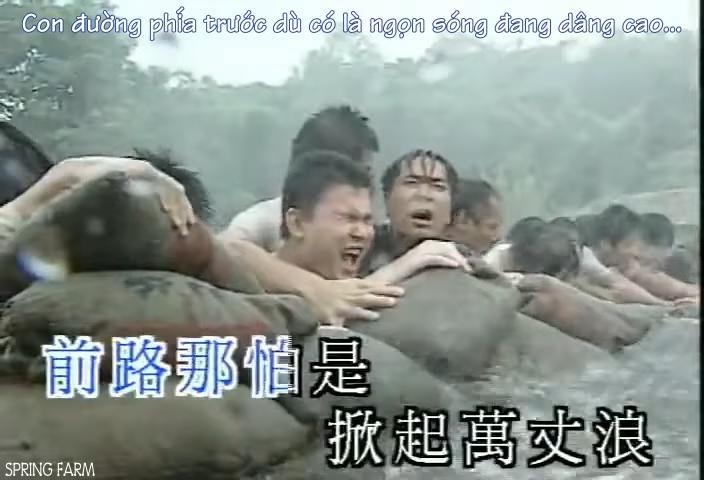 Con đường phía trước dù có là ngọn sóng đang dâng cao...
前路那怕是
掀起萬丈浪
SPRING FARM